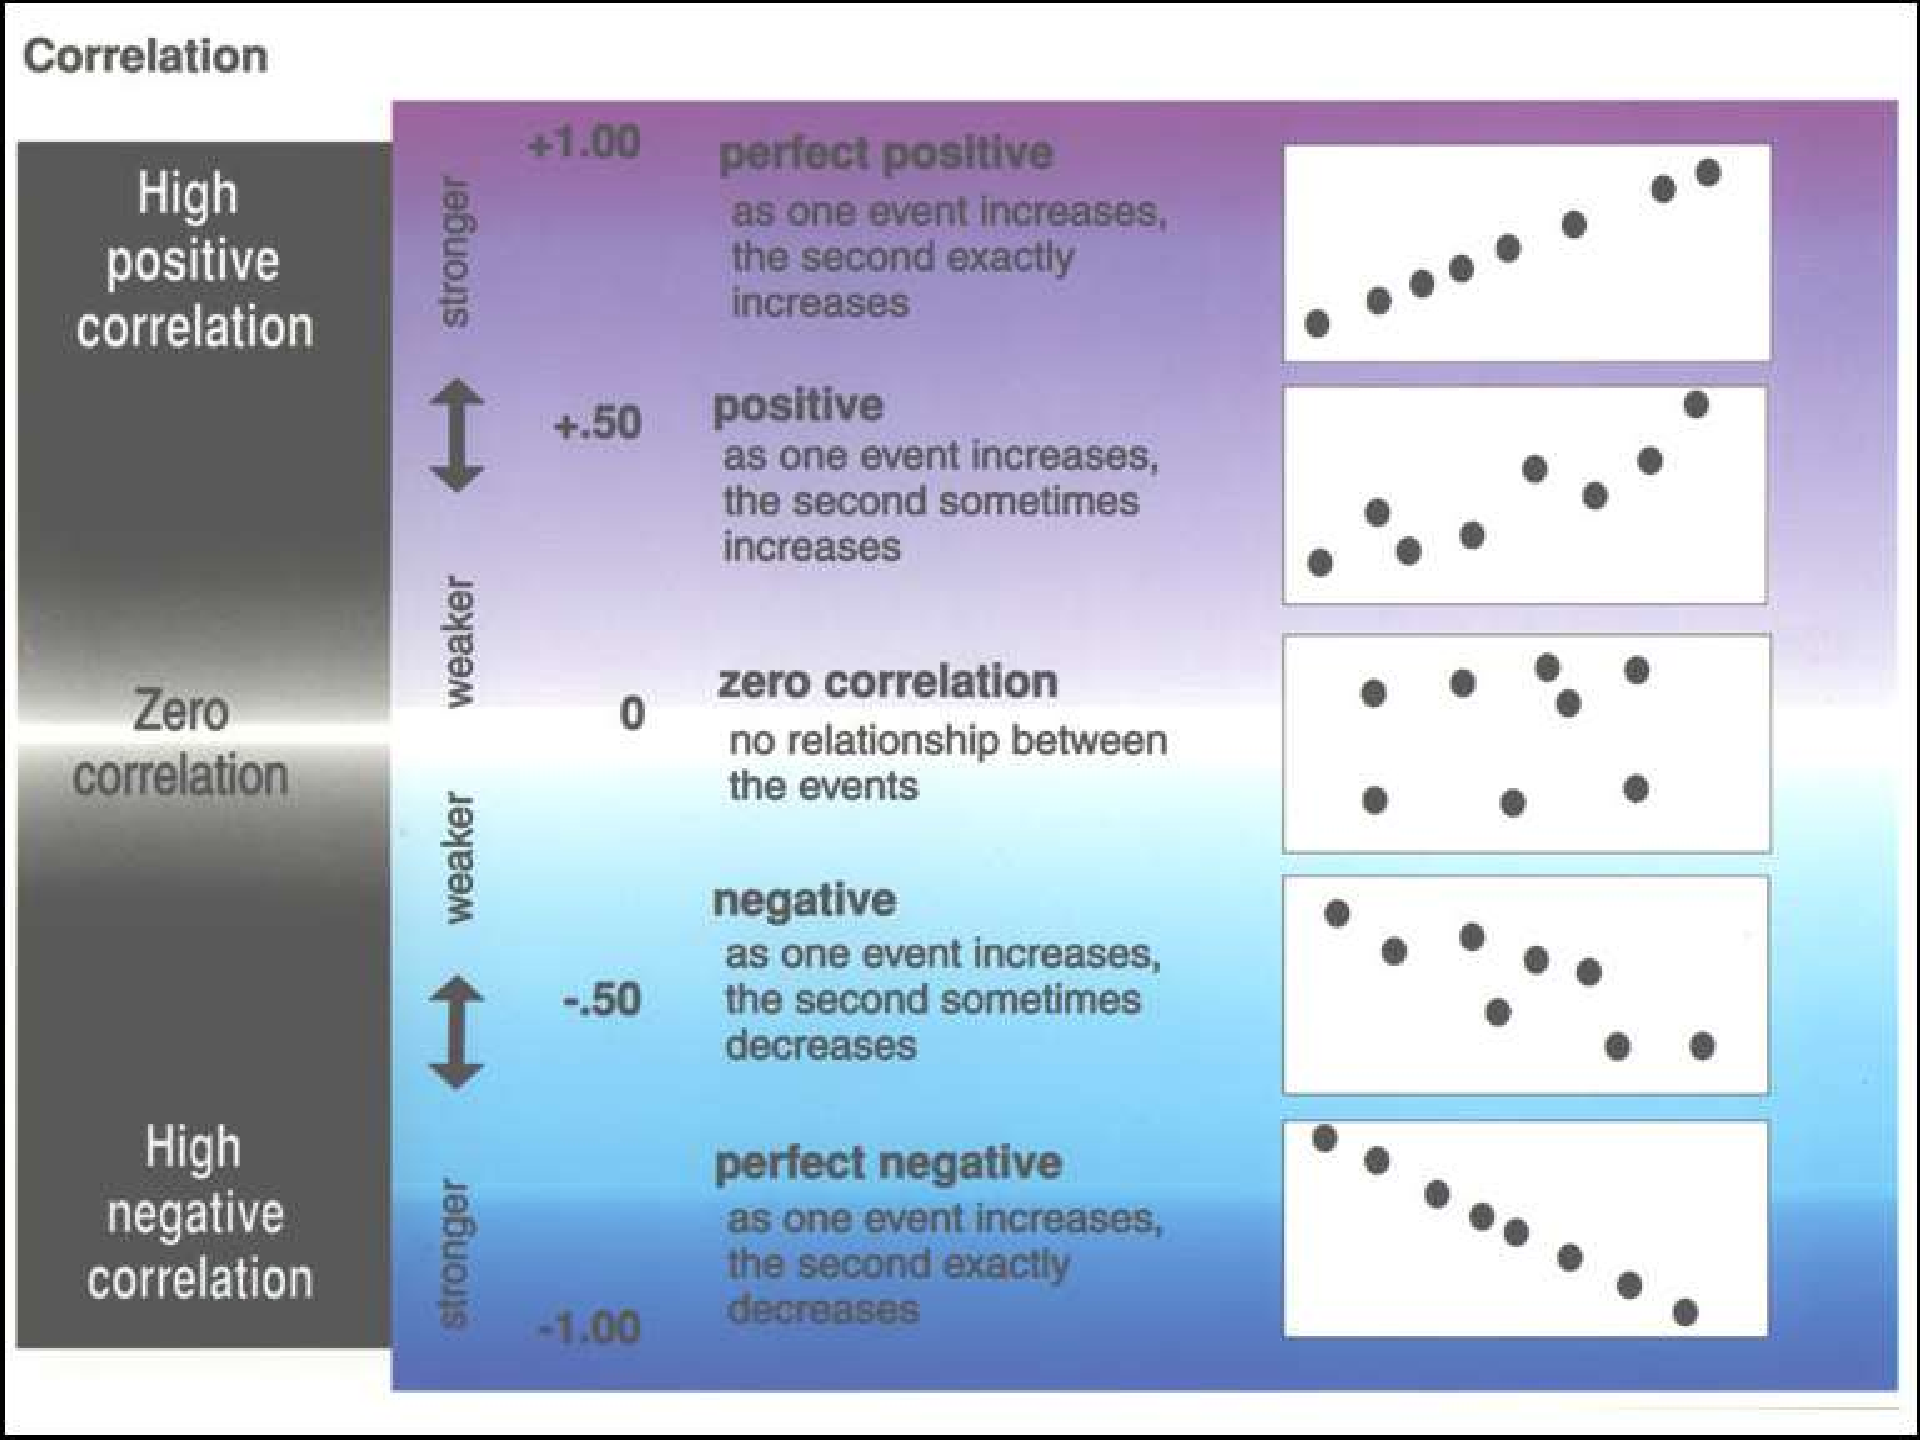 Correlation
High
positive
correlation
Zero
correlation
High
negative
correlation
stronger
weaker
weaker
stronger
+1.00
perfect positive
as one event increases,
the second exactly
increases
+.50
positive
as one event increases,
the second sometimes
increases
0
zero correlation
no relationship between
the events
-.50
negative
as one event increases,
the second sometimes
decreases
-1.00
perfect negative
as one event increases,
the second exactly
decreases